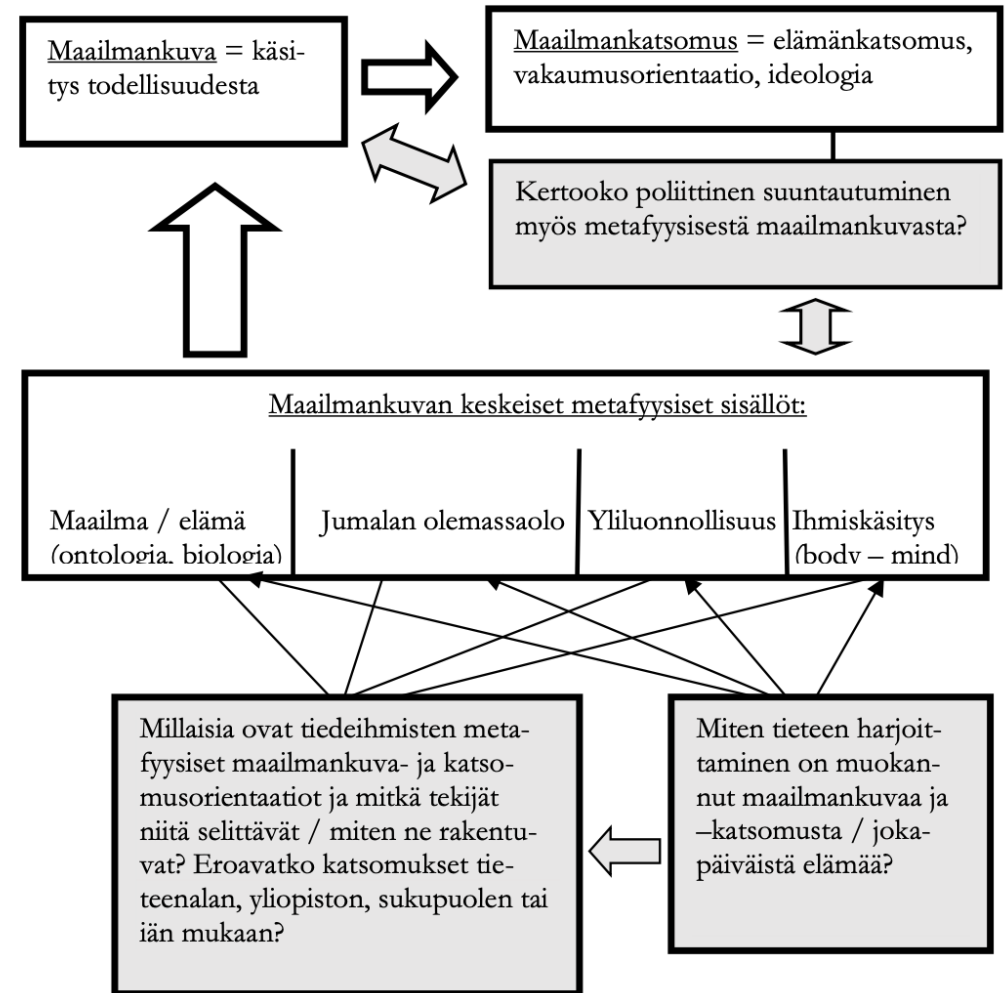 Maailmankuva = käsi-
tys todellisuudesta
Maailmankatsomus = elämänkatsomus,
vakaumusorientaatio, ideologia
Kertooko poliittinen suuntautuminen
myös metafyysisestä maailmankuvasta?
Maailmankuvan keskeiset metafyysiset sisällöt:
Maailma / elämä
(ontologia, biologia)
Jumalan olemassaolo
Yliluonnollisuus
Ihmiskäsitys
(body – mind)
Millaisia ovat tiedeihmisten meta-
fyysiset maailmankuva- ja katso-
musorientaatiot ja mitkä tekijät
niitä selittävät / miten ne rakentu-
vat? Eroavatko katsomukset tie-
teenalan, yliopiston, sukupuolen tai
iän mukaan?
Miten tieteen harjoit-
taminen on muokan-
nut maailmankuvaa ja
–katsomusta / joka-
päiväistä elämää?